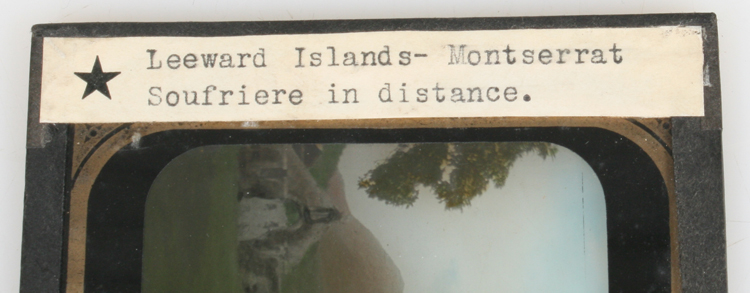 Leeward Islands- Montserrat
Soufriere in distance.